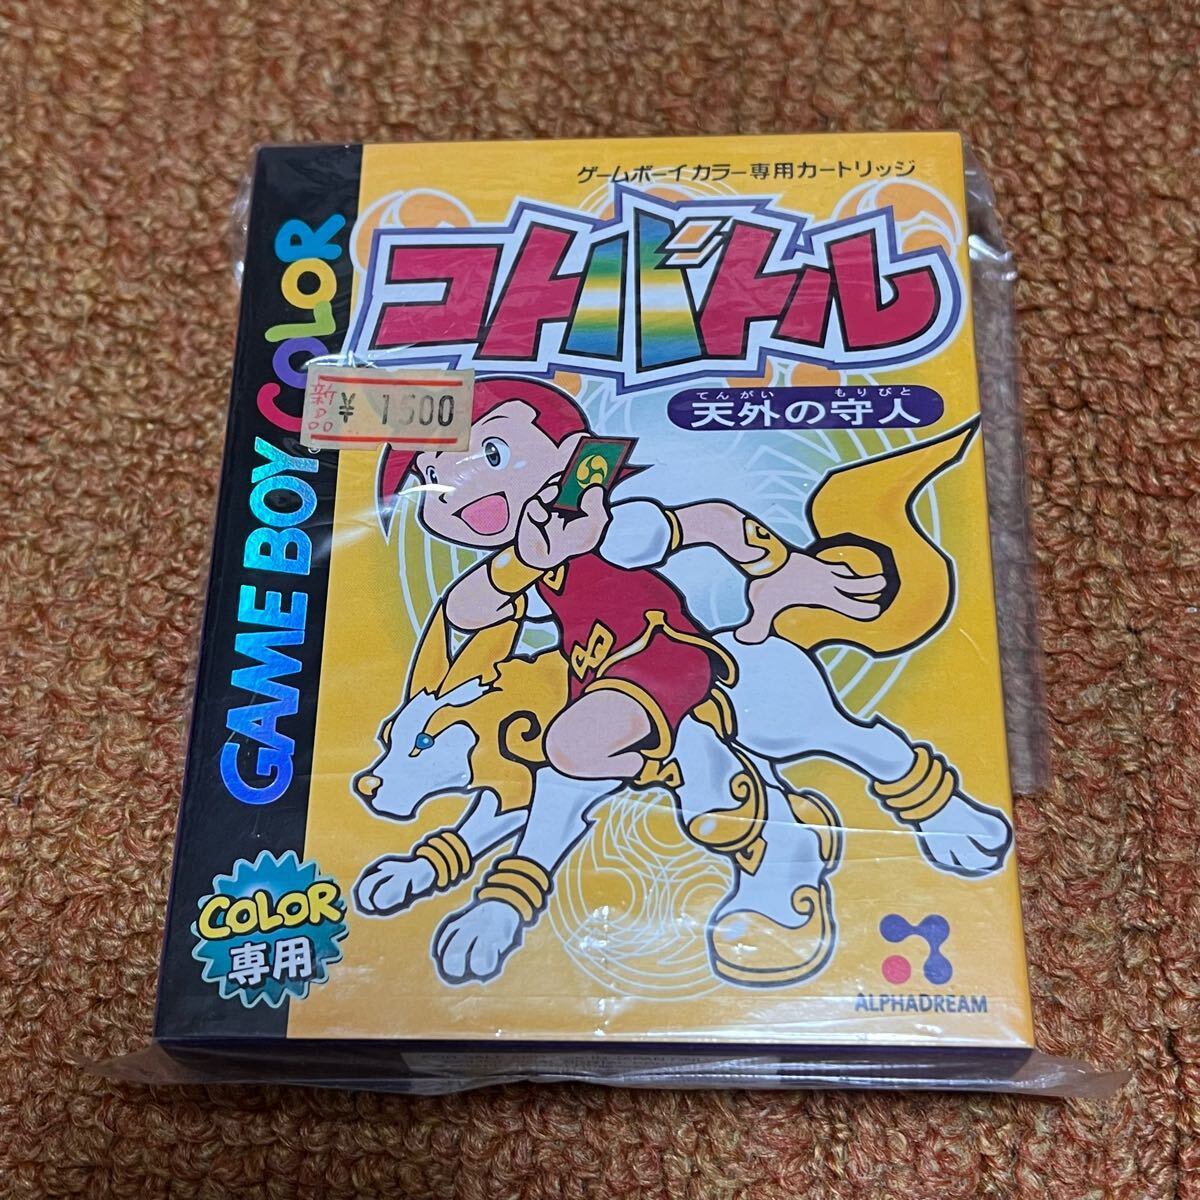 ゲームボーイカラー専用カートリッジ
コトバトル
てんがい もりびと
天外の守人
新品
¥ 1,500
GAME BOY COLOR
COLOR
専用
ALPHADREAM